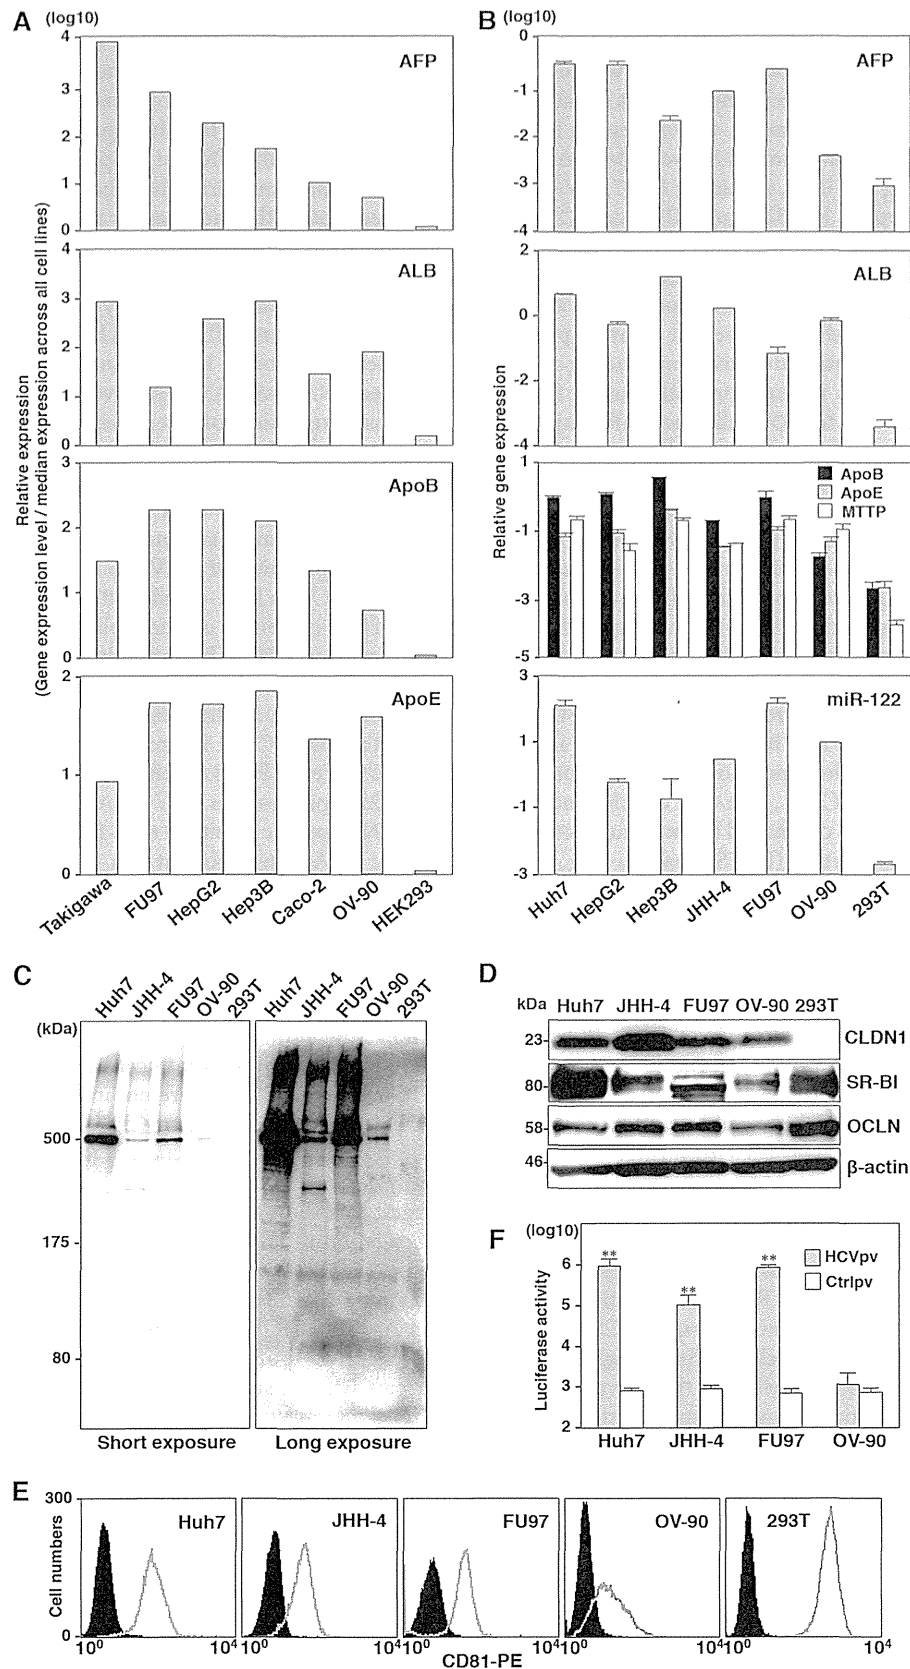 A (log10)
Relative expression
(Gene expression level / median expression across all cell lines)
4
3
2
1
0
AFP
4
3
2
1
0
ALB
3
2
1
0
ApoB
2
1
0
ApoE
Takigawa
FU97
HepG2
Hep3B
Caco-2
OV-90
HEK293
B (log10)
Relative gene expression
0
-1
-2
-3
-4
AFP
2
0
-2
-4
ALB
1
-1
-3
-5
ApoB
ApoE
MTTP
3
1
-1
-3
miR-122
Huh7
HepG2
Hep3B
JHH-4
FU97
OV-90
293T
C
Huh7 JHH-4 FU97 OV-90 293T
Huh7 JHH-4 FU97 OV-90 293T
(kDa)
500
175
80
Short exposure
Long exposure
D
kDa Huh7 JHH-4 FU97 OV-90 293T
23 CLDN1
80 SR-BI
58 OCLN
46 β-actin
F (log10)
Luciferase activity
6
5
4
3
2
** ** **
HCVpv
Ctrlpv
Huh7 JHH-4 FU97 OV-90
E
Cell numbers
300
0
Huh7 JHH-4 FU97 OV-90 293T
10⁰ 10⁴ 10⁰ 10⁴ 10⁰ 10⁴ 10⁰ 10⁴ 10⁰ 10⁴
CD81-PE